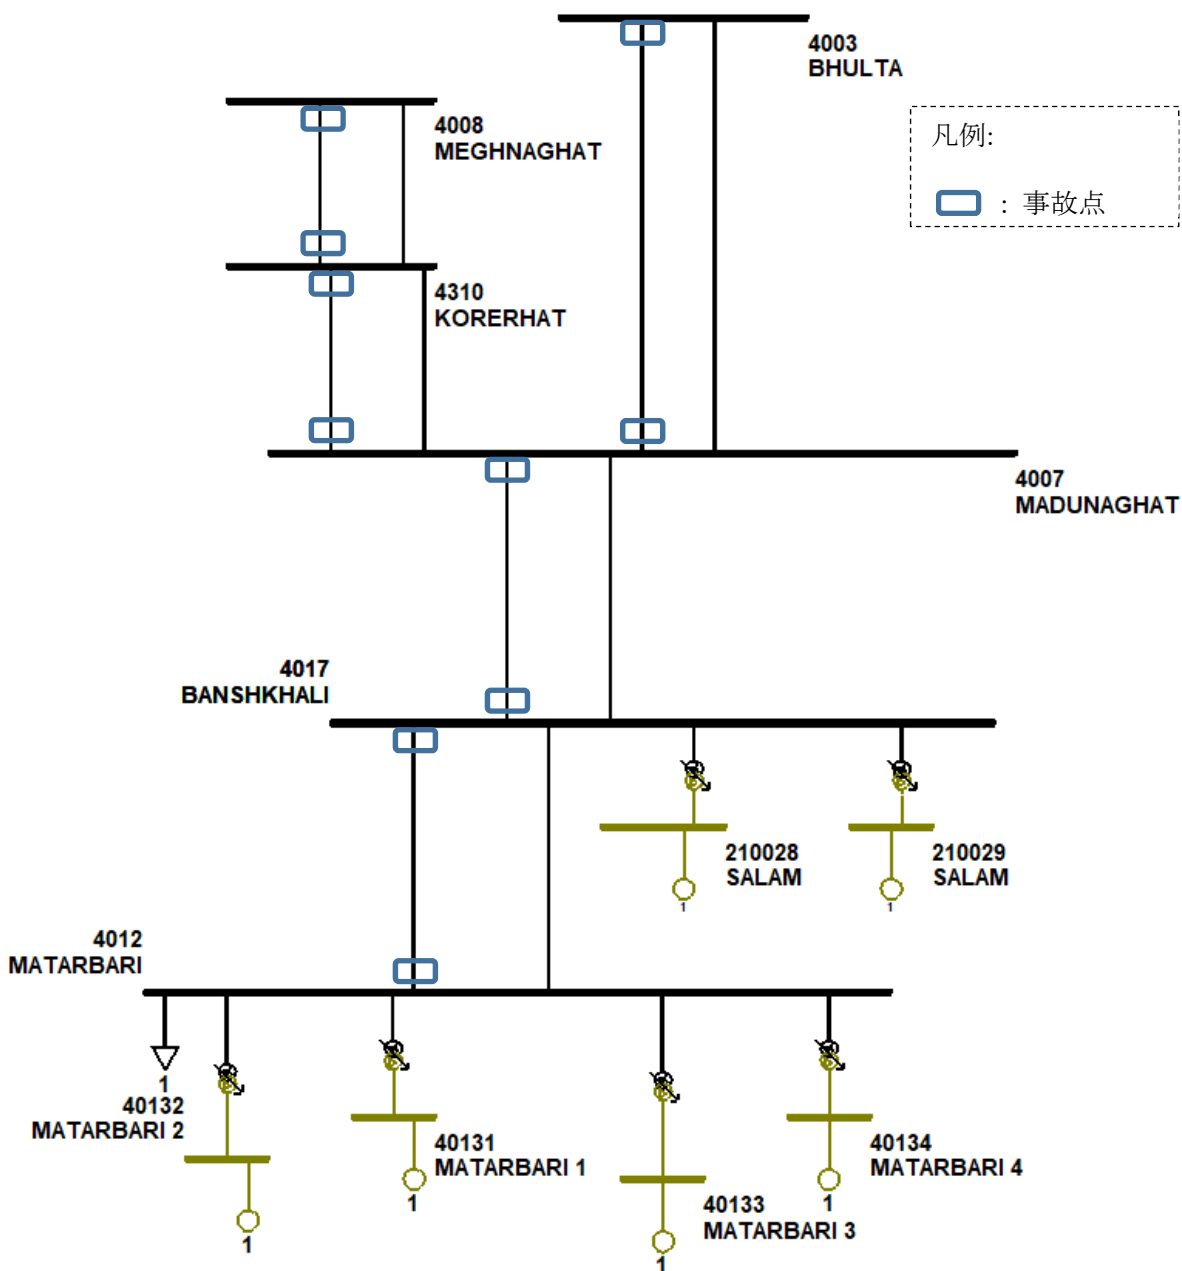 4003
BHULTA
4008
MEGHNAGHAT
凡例:
: 事故点
4310
KORERHAT
4007
MADUNAGHAT
4017
BANSHKHALI
210028
SALAM
1
210029
SALAM
1
4012
MATARBARI
1
40132
MATARBARI 2
1
40131
MATARBARI 1
1
40133
MATARBARI 3
1
40134
MATARBARI 4
1